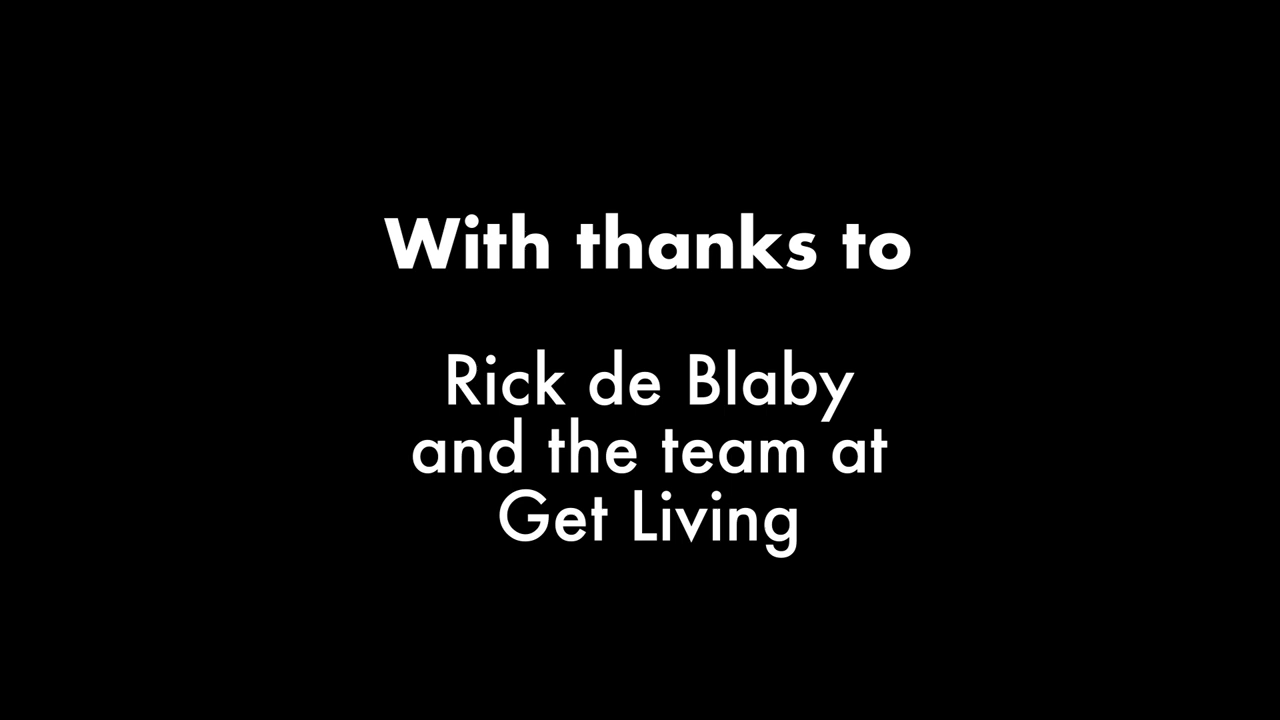 With thanks to
Rick de Blaby
and the team at
Get Living